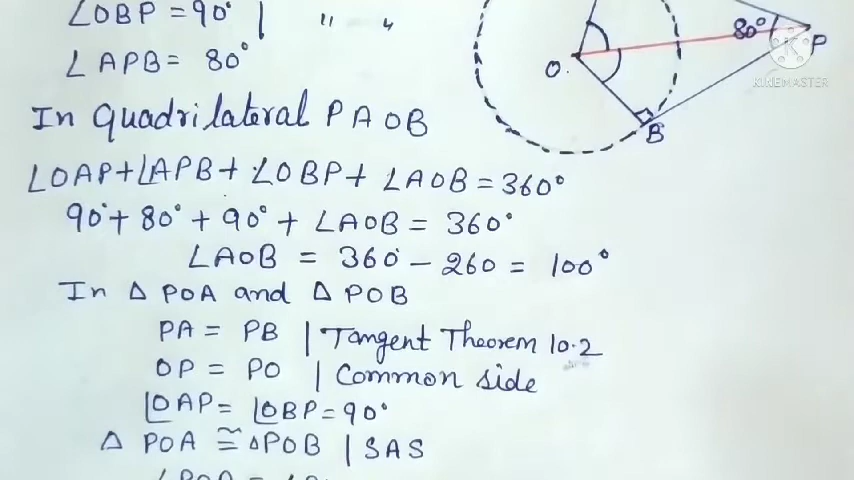 ∠OBP = 90° | " "
∠APB = 80°
In Quadrilateral PAOB
∠OAP+∠APB+∠OBP+∠AOB=360°
90°+80°+90°+∠AOB=360°
∠AOB = 360°-260=100°
In Δ POA and Δ POB
PA = PB | Tangent Theorem 10.2
OP = PO | Common side
∠OAP=∠OBP=90°
Δ POA ≅ ΔPOB | SAS
80°
P
O
B
KINEMASTER